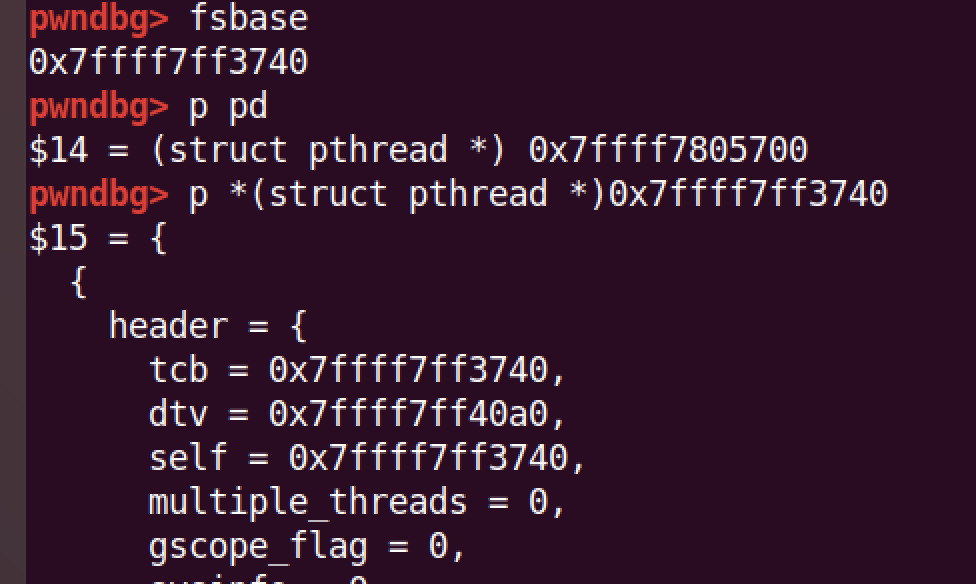 pwndbg> fsbase
0x7ffff7ff3740
pwndbg> p pd
$14 = (struct pthread *) 0x7ffff7805700
pwndbg> p *(struct pthread *)0x7ffff7ff3740
$15 = {
  {
    header = {
      tcb = 0x7ffff7ff3740,
      dtv = 0x7ffff7ff40a0,
      self = 0x7ffff7ff3740,
      multiple_threads = 0,
      gscope_flag = 0,